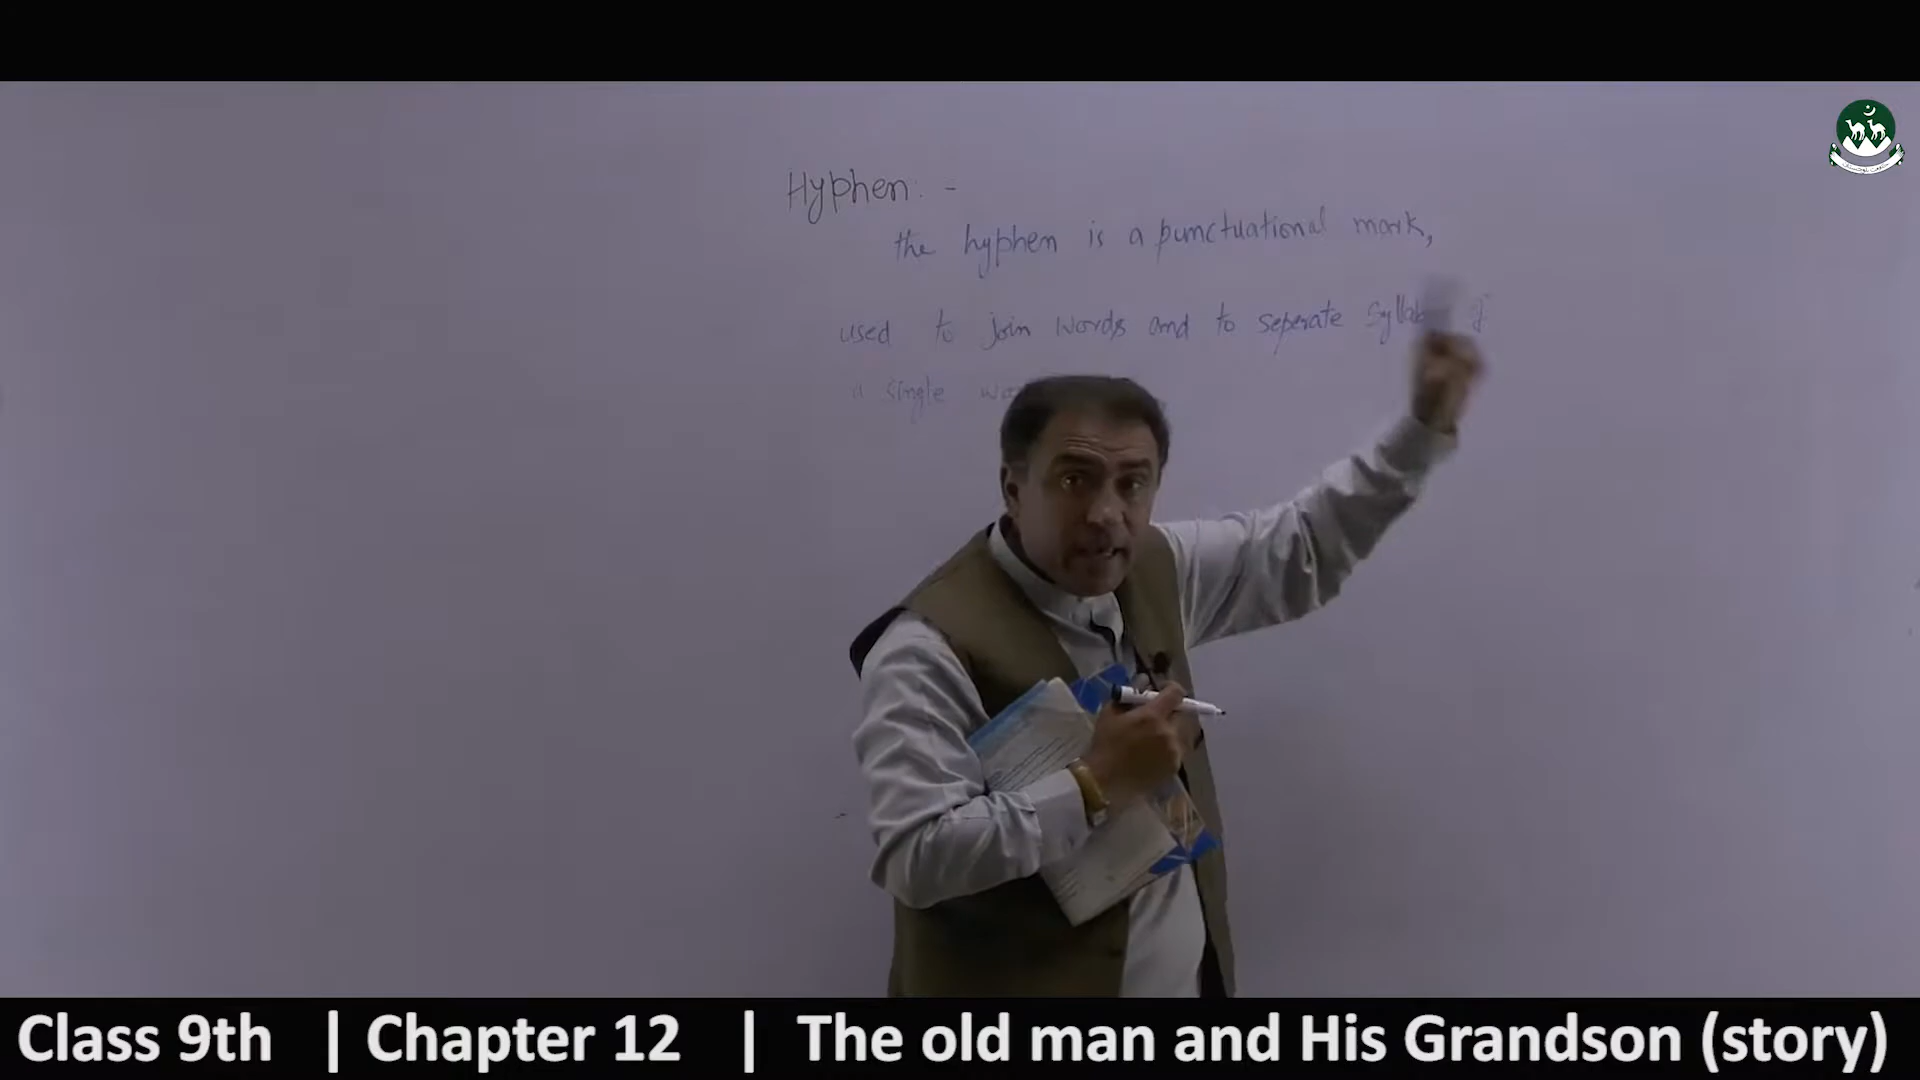 Hyphen: -
the hyphen is a punctuational mark,
used to join words and to seperate of
a single
Class 9th | Chapter 12 | The old man and His Grandson (story)